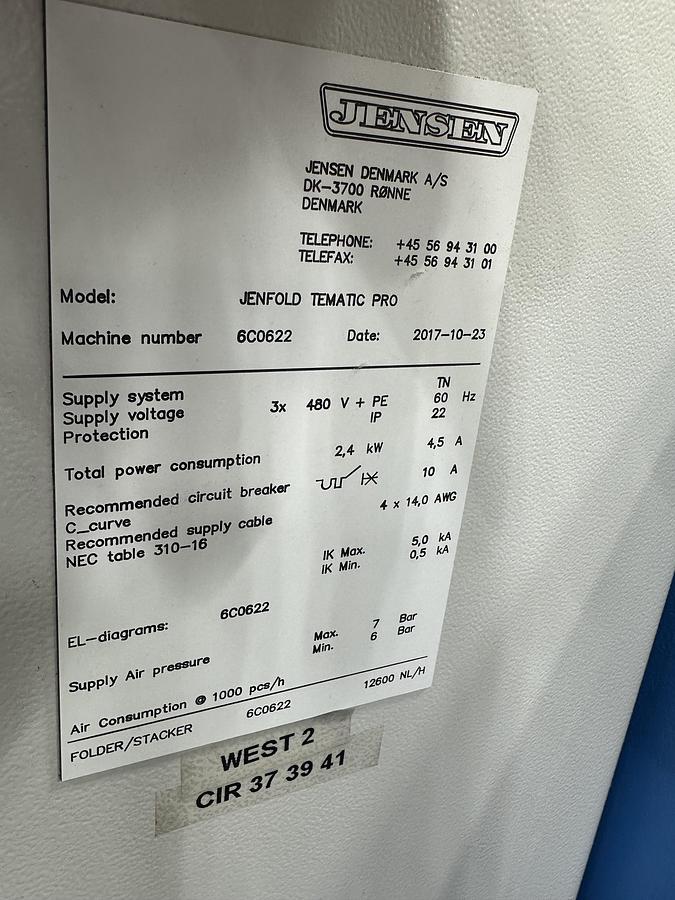 JENSEN
JENSEN DENMARK A/S
DK-3700 RØNNE
DENMARK
TELEPHONE: +45 56 94 31 00
TELEFAX: +45 56 94 31 01
Model: JENFOLD TEMATIC PRO
Machine number 6C0622 Date: 2017-10-23
Supply system TN
Supply voltage 3x 480 V + PE 60 Hz
Protection IP 22
Total power consumption 2,4 kW 4,5 A
Recommended circuit breaker 10 A
C_curve
Recommended supply cable 4 x 14,0 AWG
NEC table 310-16
IK Max. 5,0 kA
IK Min. 0,5 kA
EL-diagrams: 6C0622
Supply Air pressure Max. 7 Bar
Min. 6 Bar
Air Consumption @ 1000 pcs/h 12600 NL/H
FOLDER/STACKER 6C0622
WEST 2
CIR 37 39 41